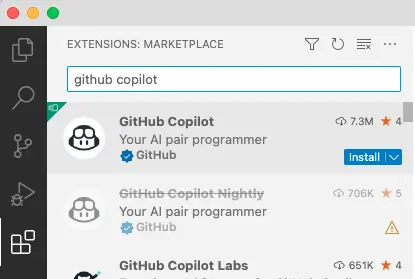 EXTENSIONS: MARKETPLACE
github copilot
GitHub Copilot 7.3M 4
Your AI pair programmer
GitHub Install
GitHub Copilot Nightly 706K 5
Your AI pair programmer
GitHub
GitHub Copilot Labs 651K 4